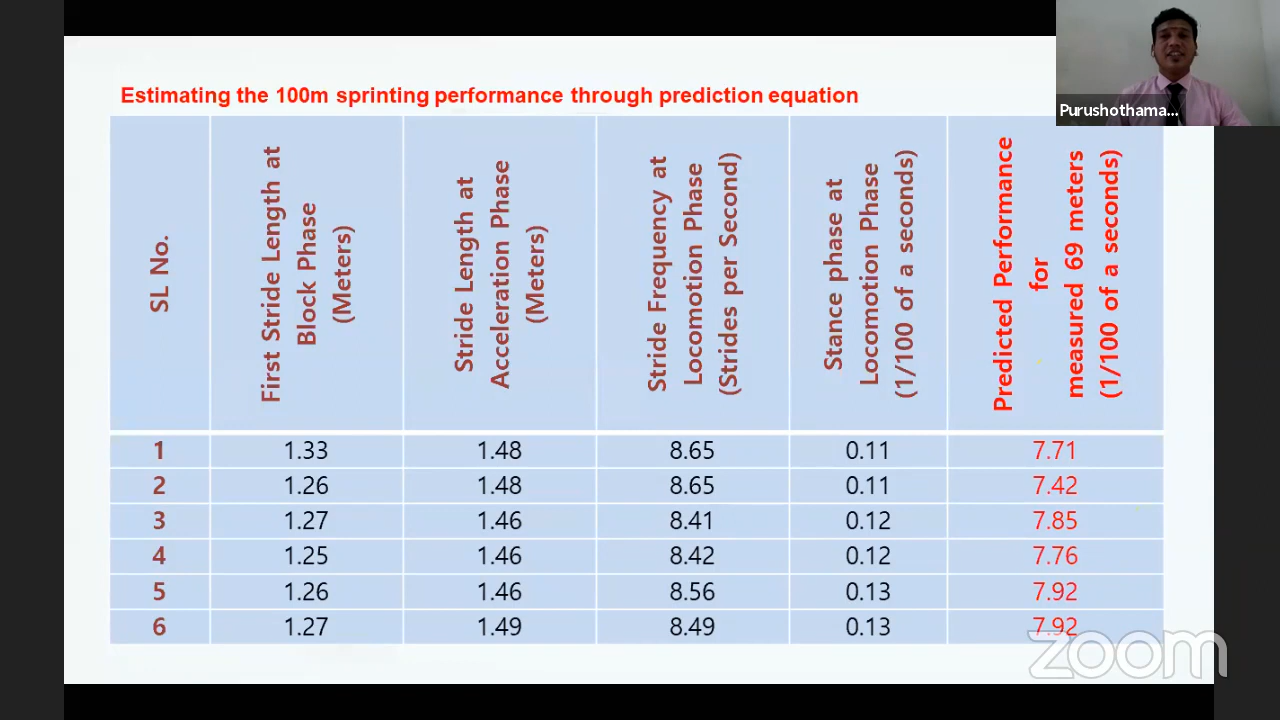 Estimating the 100m sprinting performance through prediction equation
Purushothama...
SL No.
First Stride Length at
Block Phase
(Meters)
Stride Length at
Acceleration Phase
(Meters)
Stride Frequency at
Locomotion Phase
(Strides per Second)
Stance phase at
Locomotion Phase
(1/100 of a seconds)
Predicted Performance
for
measured 69 meters
(1/100 of a seconds)
1 1.33 1.48 8.65 0.11 7.71
2 1.26 1.48 8.65 0.11 7.42
3 1.27 1.46 8.41 0.12 7.85
4 1.25 1.46 8.42 0.12 7.76
5 1.26 1.46 8.56 0.13 7.92
6 1.27 1.49 8.49 0.13 7.92
zoom